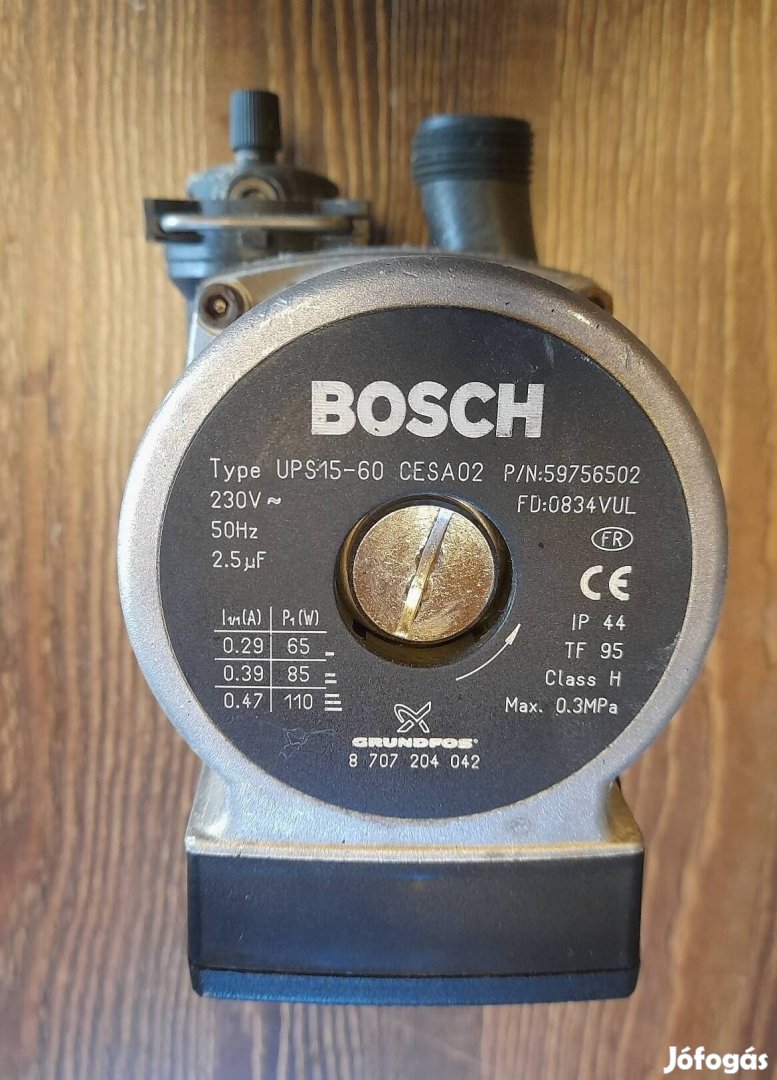 BOSCH
Type UPS15-60 CESA02 P/N:59756502
230V ~ FD:0834VUL
50Hz FR
2.5µF CE
I₁/₁(A) P₁(W) IP 44
0.29 65 TF 95
0.39 85 Class H
0.47 110 Max. 0.3MPa
GRUNDFOS
8 707 204 042
Jófogás